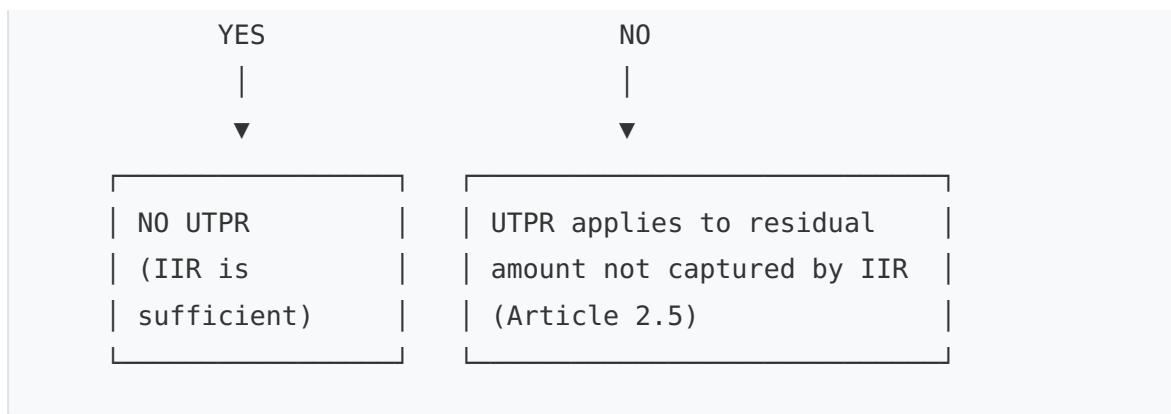 YES NO
NO UTPR UTPR applies to residual
(IIR is amount not captured by IIR
sufficient) (Article 2.5)